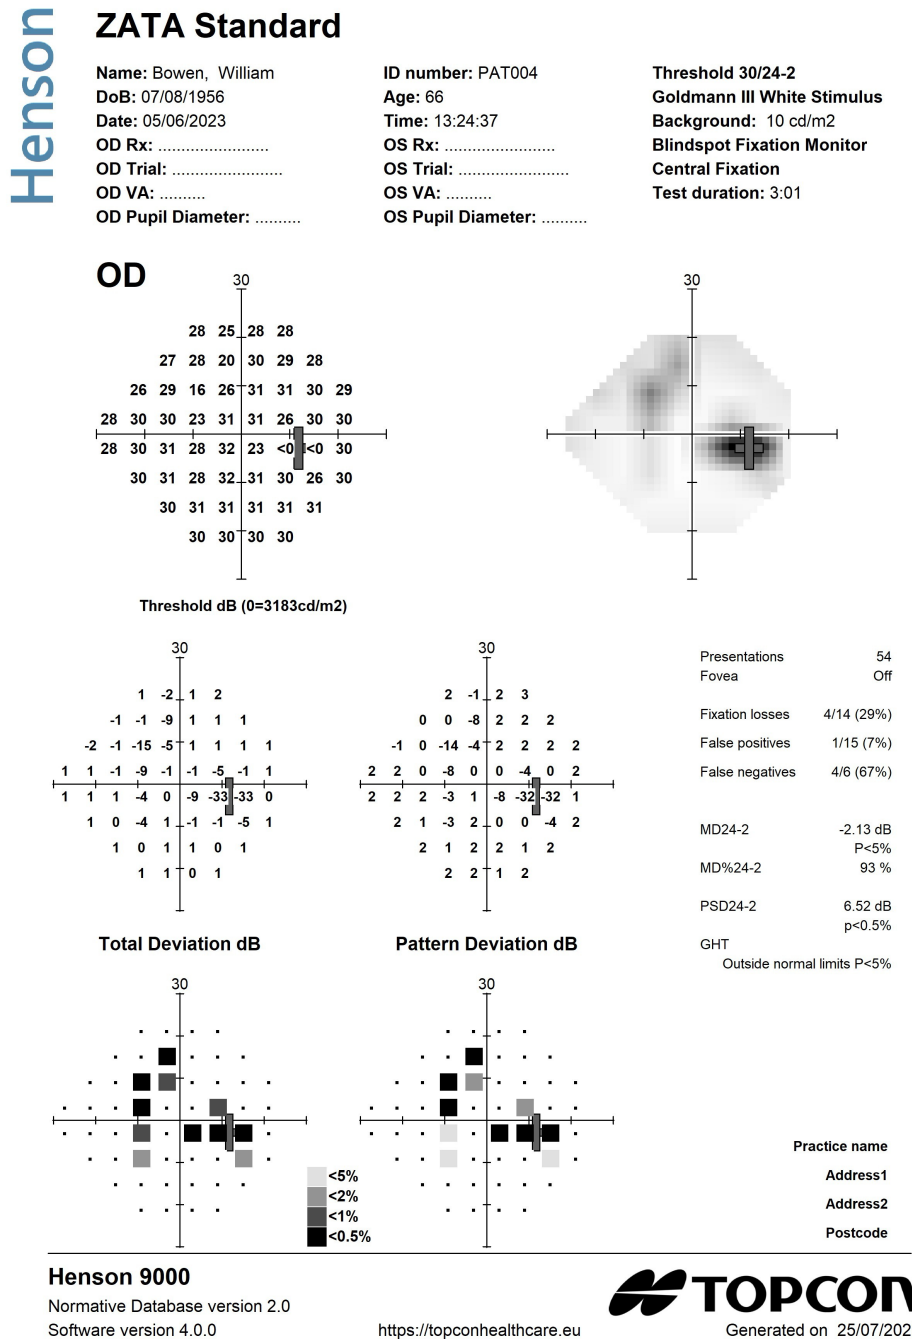 Henson
ZATA Standard
Name: Bowen, William
DoB: 07/08/1956
Date: 05/06/2023
OD Rx: .......................
OD Trial: .......................
OD VA: ..........
OD Pupil Diameter: ..........
ID number: PAT004
Age: 66
Time: 13:24:37
OS Rx: .......................
OS Trial: .......................
OS VA: ..........
OS Pupil Diameter: ..........
Threshold 30/24-2
Goldmann III White Stimulus
Background: 10 cd/m2
Blindspot Fixation Monitor
Central Fixation
Test duration: 3:01
OD
30
28 25 28 28
27 28 20 30 29 28
26 29 16 26 31 31 30 29
28 30 30 23 31 31 26 30 30
28 30 31 28 32 23 <0 <0 30
30 31 28 32 31 30 26 30
30 31 31 31 31 31
30 30 30 30
Threshold dB (0=3183cd/m2)
30
30
1 -2 1 2
-1 -1 -9 1 1 1
-2 -1 -15 -5 1 1 1 1
1 1 -1 -9 -1 -1 -5 -1 1
1 1 1 -4 0 -9 -33 -33 0
1 0 -4 1 -1 -1 -5 1
1 0 1 1 0 1
1 1 0 1
Total Deviation dB
30
2 -1 2 3
0 0 -8 2 2 2
-1 0 -14 -4 2 2 2 2
2 2 0 -8 0 0 -4 0 2
2 2 2 -3 1 -8 -32 -32 1
2 1 -3 2 0 0 -4 2
2 1 2 2 1 2
2 2 1 2
Pattern Deviation dB
Presentations 54
Fovea Off
Fixation losses 4/14 (29%)
False positives 1/15 (7%)
False negatives 4/6 (67%)
MD24-2 -2.13 dB
P<5%
MD%24-2 93 %
PSD24-2 6.52 dB
p<0.5%
GHT
Outside normal limits P<5%
30
30
<5%
<2%
<1%
<0.5%
Practice name
Address1
Address2
Postcode
Henson 9000
Normative Database version 2.0
Software version 4.0.0
https://topconhealthcare.eu
TOPCON
Generated on 25/07/202